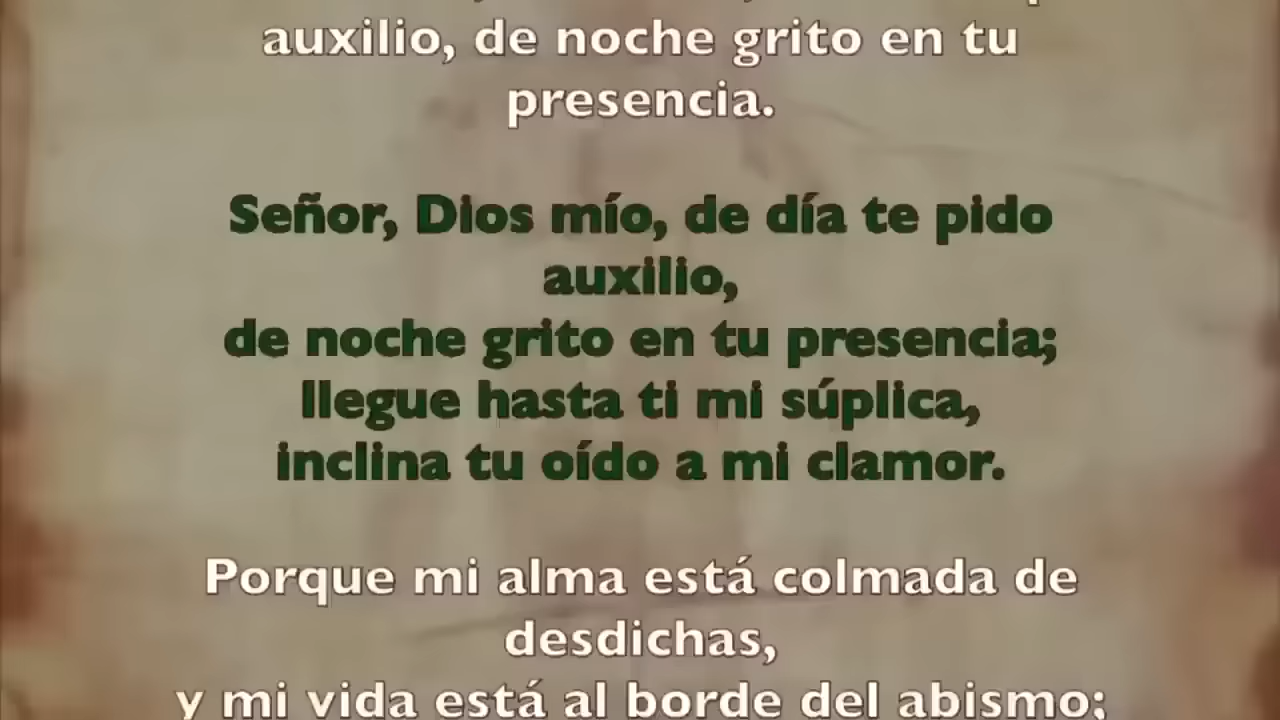 auxilio, de noche grito en tu
presencia.
Señor, Dios mío, de día te pido
auxilio,
de noche grito en tu presencia;
llegue hasta ti mi súplica,
inclina tu oído a mi clamor.
Porque mi alma está colmada de
desdichas,
y mi vida está al borde del abismo;